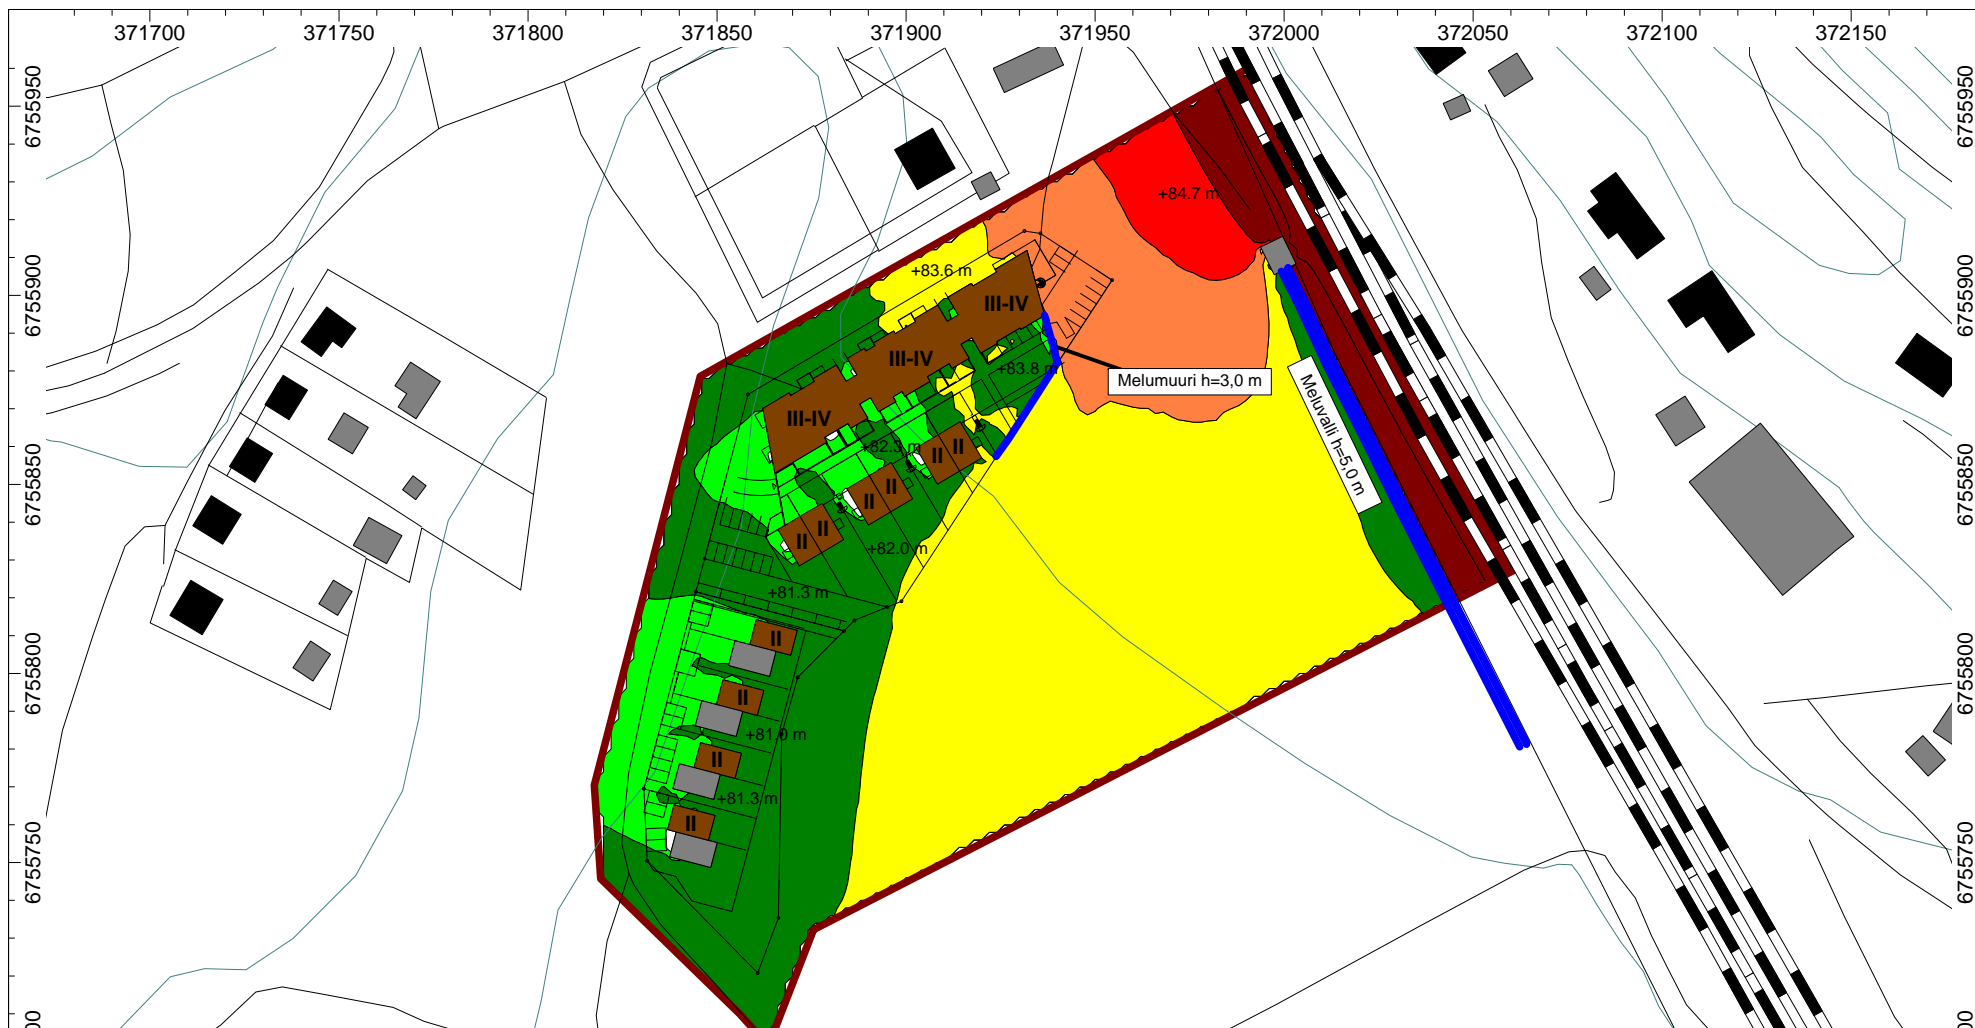 371700 371750 371800 371850 371900 371950 372000 372050 372100 372150
6755950
6755950
+84.7 m
6755900
6755900
+83.6 m
III-IV
III-IV
+83.8 m
Melumuuri h=3,0 m
III-IV
Meluvalli h=5,0 m
+82.3 m
II II
6755850
6755850
II II
II II
+82.0 m
+81.3 m
II
6755800
6755800
II
+81.0 m
II
+81.3 m
II
6755750
6755750
00
00